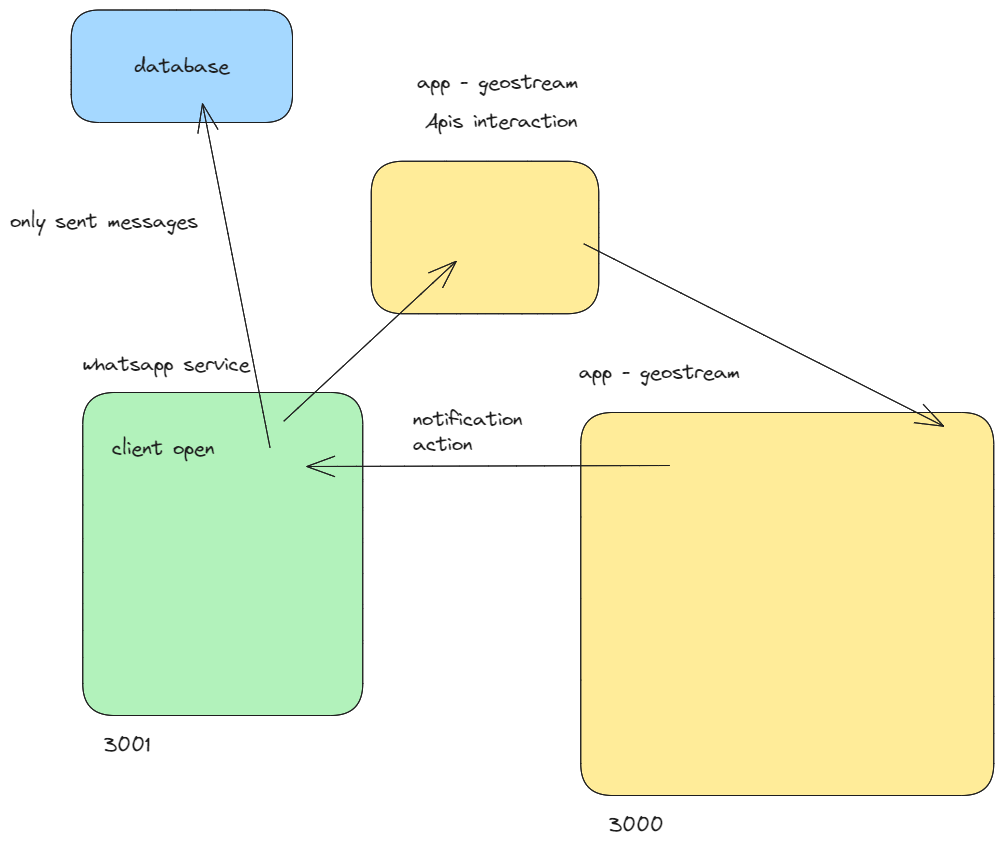 database
app - geostream
Apis interaction
only sent messages
whatsapp service
app - geostream
notification
action
client open
3001
3000